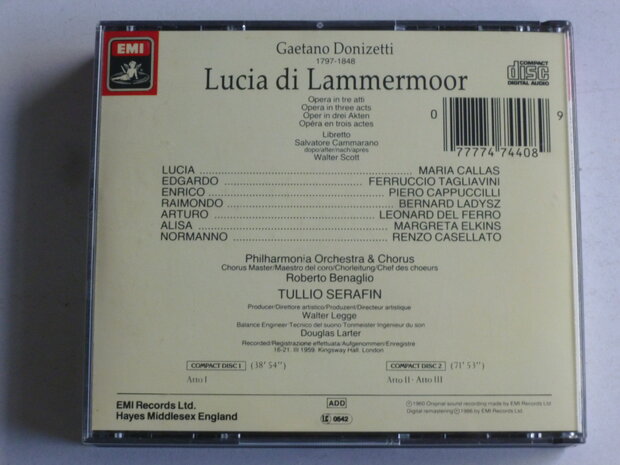 EMI
Gaetano Donizetti
1797-1848
Lucia di Lammermoor
COMPACT
disc
DIGITAL AUDIO
Opera in tre atti
Opera in three acts
Oper in drei Akten
Opéra en trois actes
Libretto
Salvatore Cammarano
dopo/after/nach/après
Walter Scott
0 77774 74408 9
LUCIA MARIA CALLAS
EDGARDO FERRUCCIO TAGLIAVINI
ENRICO PIERO CAPPUCCILLI
RAIMONDO BERNARD LADYSZ
ARTURO LEONARD DEL FERRO
ALISA MARGRETA ELKINS
NORMANNO RENZO CASELLATO
Philharmonia Orchestra & Chorus
Chorus Master/Maestro del coro/Chorleitung/Chef des choeurs
Roberto Benaglio
TULLIO SERAFIN
Producer/Direttore artistico/Produzent/Directeur artistique
Walter Legge
Balance Engineer Tecnico del suono Tonmeister Ingenieur du son
Douglas Larter
Recorded/Registrazione effettuata/Aufgenommen/Enregistre
16-21. III 1959. Kingsway Hall. London
COMPACT DISC 1 (38'54")
Atto I
COMPACT DISC 2 (71'53")
Atto II · Atto III
EMI Records Ltd.
Hayes Middlesex England
ADD
LC 0542
℗ 1960 Original sound recording made by EMI Records Ltd.
Digital remastering ℗ 1986 by EMI Records Ltd.